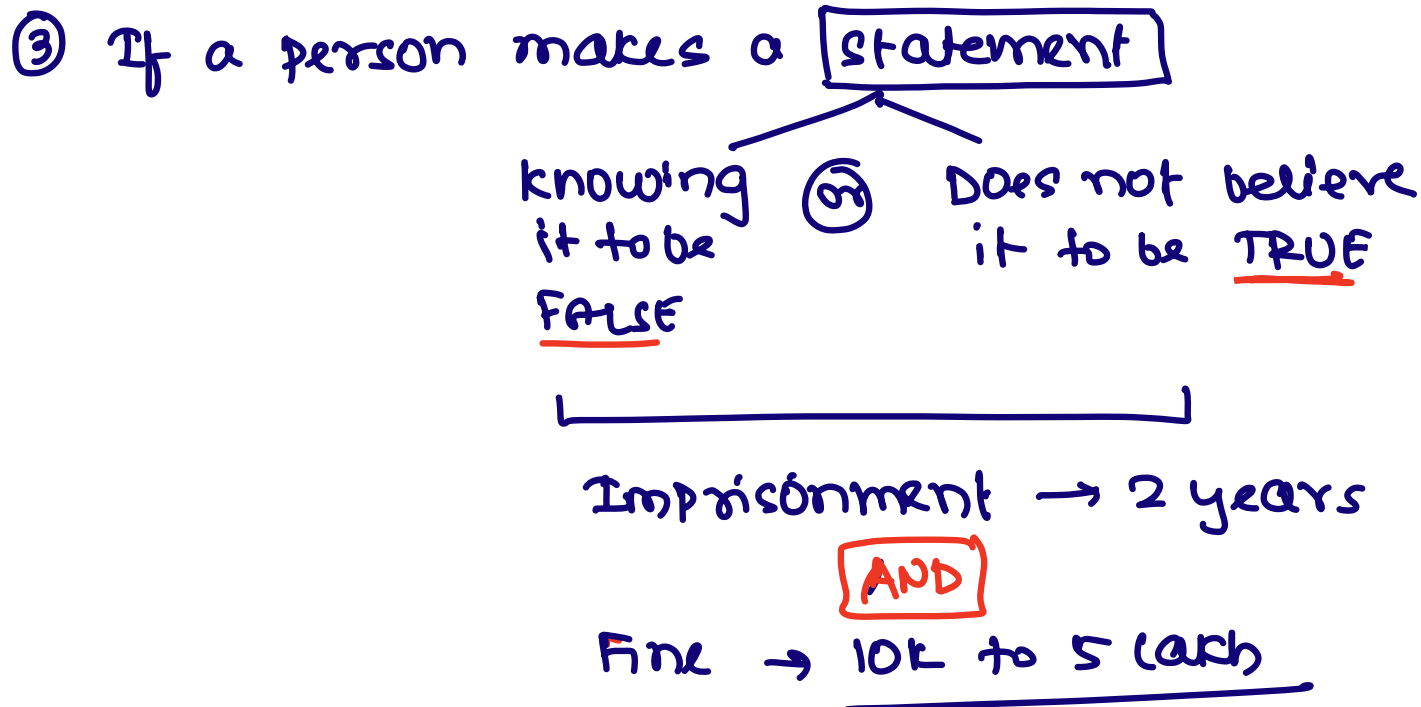 ③ If a person makes a statement
knowing it to be FALSE
or
Does not believe it to be TRUE
Imprisonment → 2 years
AND
Fine → 10K to 5 lakh